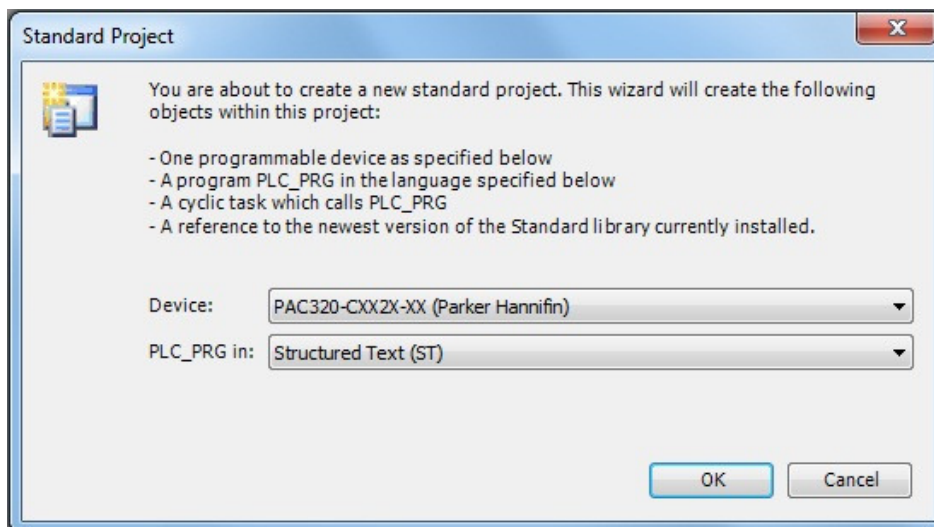 Standard Project
You are about to create a new standard project. This wizard will create the following
objects within this project:
- One programmable device as specified below
- A program PLC_PRG in the language specified below
- A cyclic task which calls PLC_PRG
- A reference to the newest version of the Standard library currently installed.
Device: PAC320-CXX2X-XX (Parker Hannifin)
PLC_PRG in: Structured Text (ST)
OK Cancel